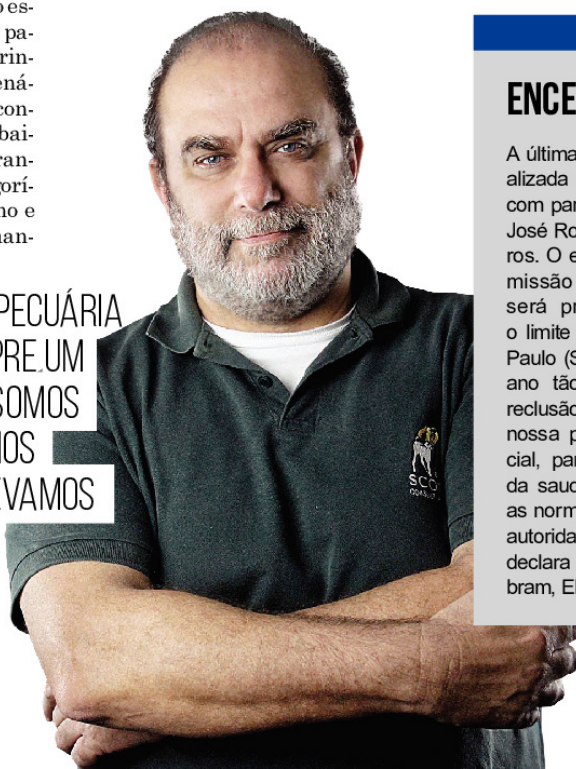 o es-
pa-
rin-
ená-
con-
bai-
ran-
gorí-
no e
nan-
PECUÁRIA
PRE UM
SOMOS
NOS
EVAMOS
SCO
ENCE
A última
alizada
com par
José Ro
ros. O e
missão
será pr
o limite
Paulo (S
ano tão
reclusão
nossa p
cial, par
da saud
as norm
autorida
declara
bram, El